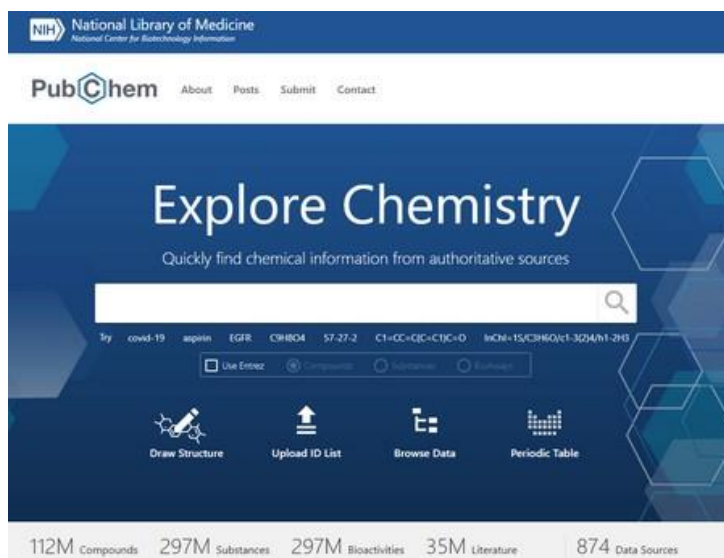 NIH National Library of Medicine
National Center for Biotechnology Information
PubChem About Posts Submit Contact
Explore Chemistry
Quickly find chemical information from authoritative sources
Try covid-19 aspirin EGFR C9H8O4 57-27-2 C1=CC=C(C=C1)C=O InChI=1S/C3H6O/c1-3(2)4/h1-2H3
Use Entrez Compounds Substances BioAssays
Draw Structure Upload ID List Browse Data Periodic Table
112M Compounds 297M Substances 297M Bioactivities 35M Literature 874 Data Sources